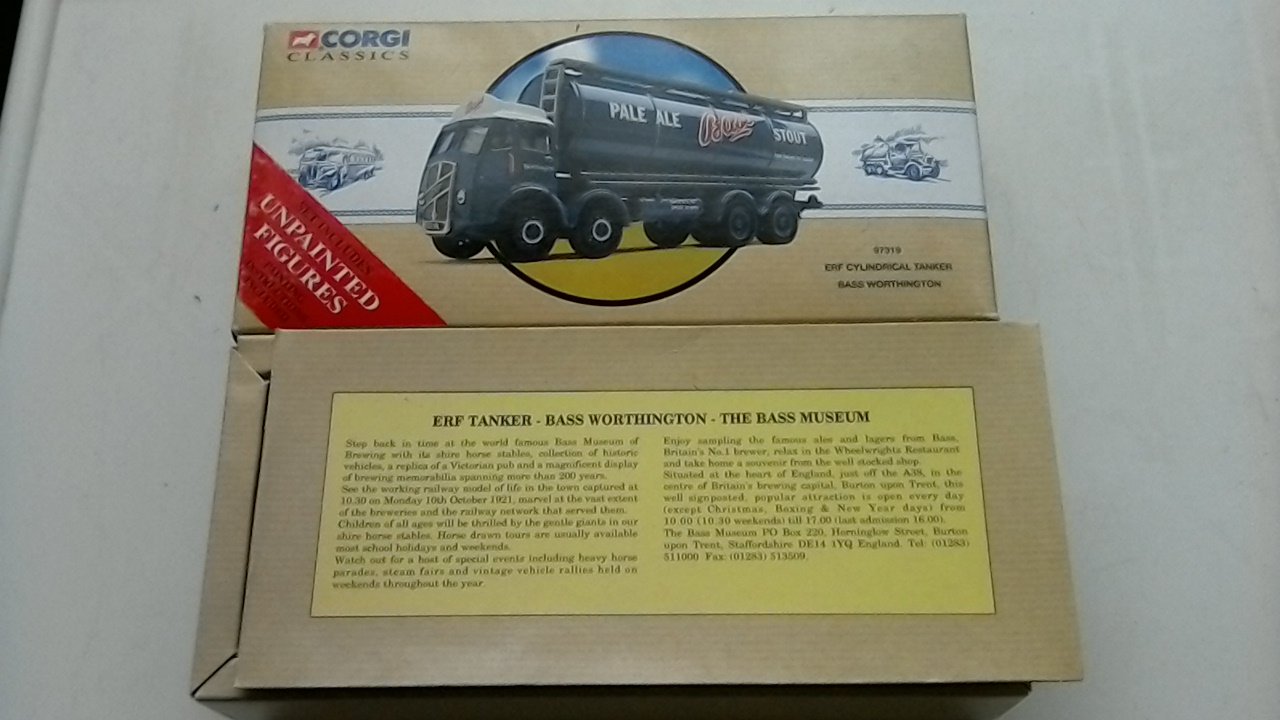 CORGI
CLASSICS
PALE ALE Bass STOUT
SET INCLUDES
UNPAINTED
FIGURES
97319
ERF CYLINDRICAL TANKER
BASS WORTHINGTON
ERF TANKER - BASS WORTHINGTON - THE BASS MUSEUM
Step back in time at the world famous Bass Museum of
Brewing with its shire horse stables, collection of historic
vehicles, a replica of a Victorian pub and a magnificent display
of brewing memorabilia spanning more than 200 years.
See the working railway model of life in the town captured at
10.30 on Monday 10th October 1921, marvel at the vast extent
of the breweries and the railway network that served them.
Children of all ages will be thrilled by the gentle giants in our
shire horse stables. Horse drawn tours are usually available
most school holidays and weekends.
Watch out for a host of special events including heavy horse
parades, steam fairs and vintage vehicle rallies held on
weekends throughout the year.
Enjoy sampling the famous ales and lagers from Bass,
Britain's No.1 brewer, relax in the Wheelwrights Restaurant
and take home a souvenir from the well stocked shop.
Situated at the heart of England, just off the A38, in the
centre of Britain's brewing capital, Burton upon Trent, this
well signposted, popular attraction is open every day
(except Christmas, Boxing & New Year days) from
10.00 (10.30 weekends) till 17.00 (last admission 16.00).
The Bass Museum PO Box 220, Horninglow Street, Burton
upon Trent, Staffordshire DE14 1YQ England. Tel: (01283)
511000 Fax: (01283) 513509.